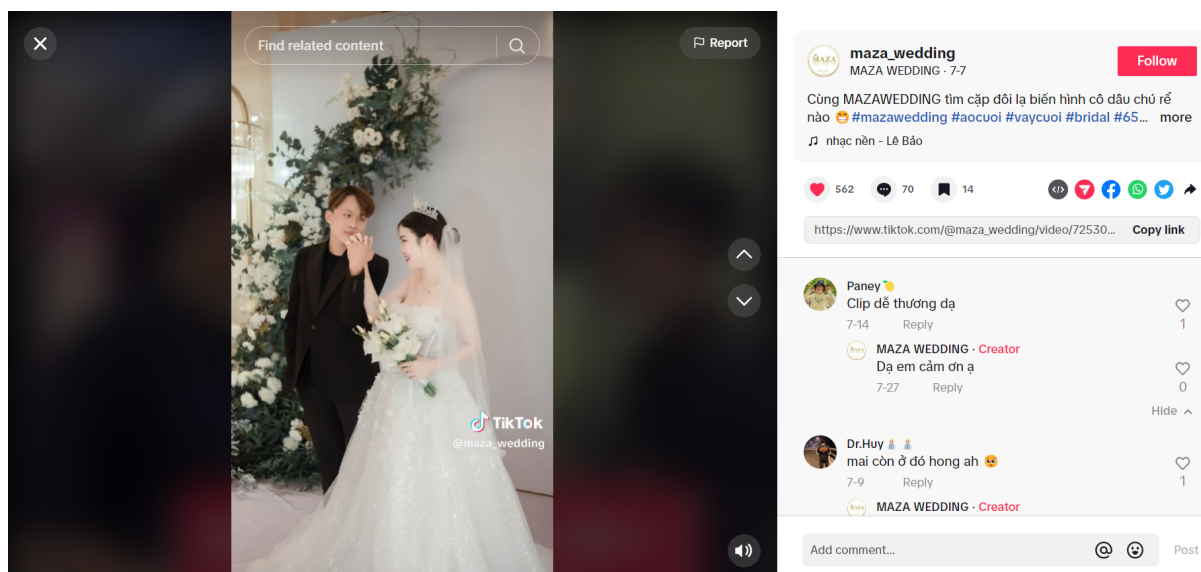 Find related content
Report
TikTok
@maza_wedding
MAZA
maza_wedding
MAZA WEDDING · 7-7
Follow
Cùng MAZAWEDDING tìm cặp đôi lạ biến hình cô dâu chú rể
nào 😁 #mazawedding #aocuoi #vaycuoi #bridal #65... more
nhạc nền - Lê Bảo
562
70
14
https://www.tiktok.com/@maza_wedding/video/72530...
Copy link
Paney🍋
Clip dễ thương dạ
7-14 Reply
1
MAZA
MAZA WEDDING · Creator
Dạ em cảm ơn ạ
7-27 Reply
0
Hide
Dr.Huy
mai còn ở đó hong ah 🥺
7-9 Reply
1
MAZA
MAZA WEDDING · Creator
Add comment...
Post